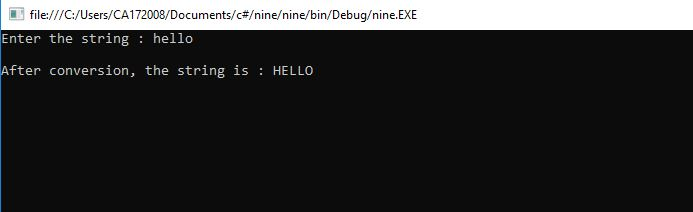 file:///C:/Users/CA172008/Documents/c#/nine/nine/bin/Debug/nine.EXE
Enter the string : hello
After conversion, the string is : HELLO